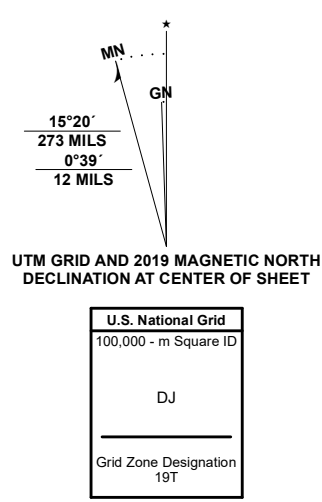 MN
GN
15°20´
273 MILS
0°39´
12 MILS
UTM GRID AND 2019 MAGNETIC NORTH
DECLINATION AT CENTER OF SHEET
U.S. National Grid
100,000 - m Square ID
DJ
Grid Zone Designation
19T